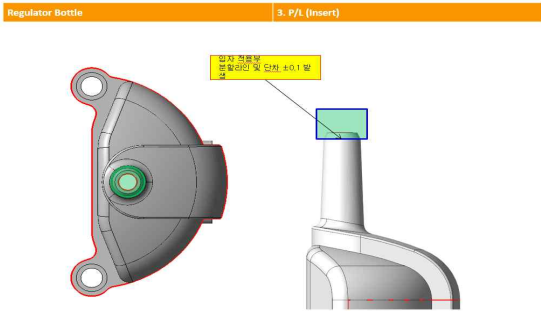 Regulator Bottle
3. P/L (Insert)
입자 적용부
분할라인 및 단차 ±0.1 발
생